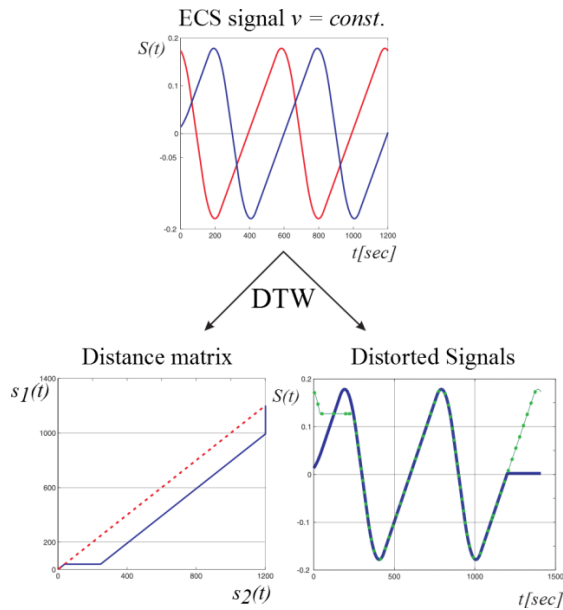 ECS signal v = const.
S(t)
0.2
0.1
0
-0.05
-0.2
0 200 400 600 800 1000 1200
t[sec]
DTW
Distance matrix
s1(t)
1400
1000
600
200
0
0 400 800 1200
s2(t)
Distorted Signals
S(t)
0.2
0.1
0
-0.1
-0.2
0 500 1000 1500
t[sec]